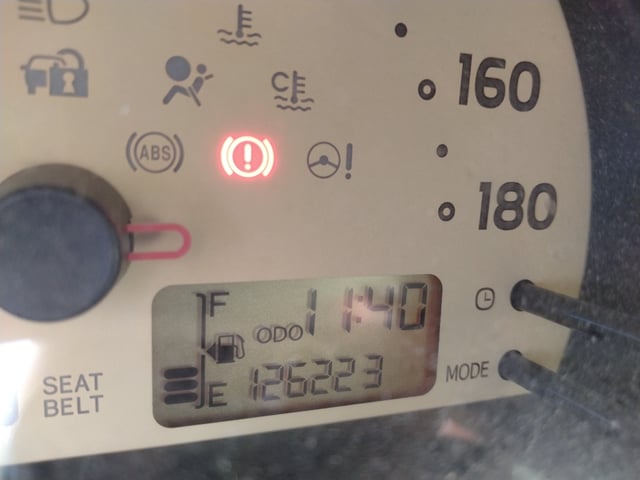 C
160
ABS !
!
180
F 11:40
ODO
E 126223
MODE
SEAT
BELT